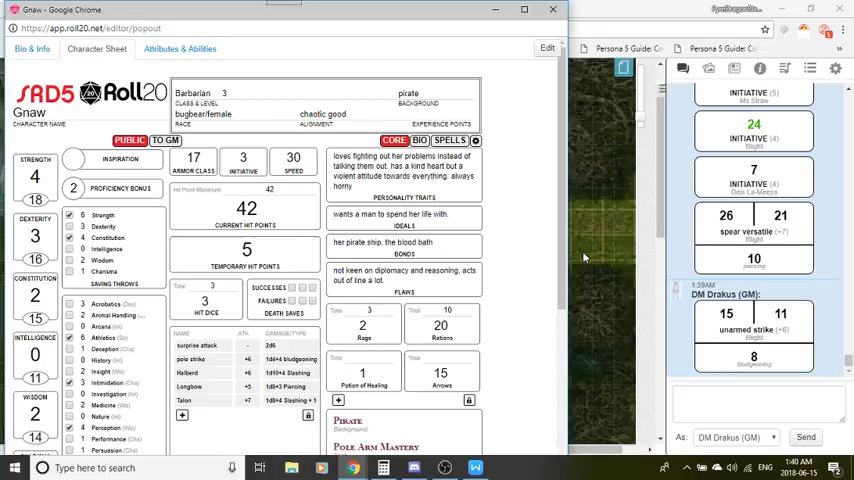 Gnaw - Google Chrome
https://app.roll20.net/editor/popout
Bio & Info
Character Sheet
Attributes & Abilities
Edit
SRD5 Roll20
Gnaw
CHARACTER NAME
Barbarian 3
CLASS & LEVEL
pirate
BACKGROUND
bugbear/female
RACE
chaotic good
ALIGNMENT
EXPERIENCE POINTS
PUBLIC TO GM
CORE BIO SPELLS
STRENGTH
4
18
DEXTERITY
3
16
CONSTITUTION
2
15
INTELLIGENCE
0
11
WISDOM
2
14
INSPIRATION
2 PROFICIENCY BONUS
6 Strength
3 Dexterity
4 Constitution
0 Intelligence
2 Wisdom
1 Charisma
SAVING THROWS
3 Acrobatics (Dex)
2 Animal Handling ...
0 Arcana (Int)
6 Athletics (Str)
1 Deception (Cha)
0 History (Int)
2 Insight (Wis)
3 Intimidation (Cha)
0 Investigation (Int)
2 Medicine (Wis)
0 Nature (Int)
4 Perception (Wis)
1 Performance (Cha)
1 Persuasion (Cha)
17
ARMOR CLASS
3
INITIATIVE
30
SPEED
Hit Point Maximum 42
42
CURRENT HIT POINTS
5
TEMPORARY HIT POINTS
Total 3
3
HIT DICE
SUCCESSES
FAILURES
DEATH SAVES
NAME ATK DAMAGE/TYPE
surprise attack - 2d6
pole strike +6 1d4+4 bludgeoning
Halberd +6 1d10+4 Slashing
Longbow +5 1d8+3 Piercing
Talon +7 1d8+4 Slashing + 1
loves fighting out her problems instead of
talking them out. has a kind heart but a
violent attitude towards everything. always
horny
PERSONALITY TRAITS
wants a man to spend her life with.
IDEALS
her pirate ship, the blood bath
BONDS
not keen on diplomacy and reasoning, acts
out of line a lot.
FLAWS
Total 3
2
Rage
Total 10
20
Rations
Total
1
Potion of Healing
Total
15
Arrows
PIRATE
Background:
POLE ARM MASTERY
PyreDragonSta...
Persona 5 Guide: Co
Persona 5 Guide: Co
INITIATIVE (5)
Ms Straw
24
INITIATIVE (4)
Blight
7
INITIATIVE (4)
Deis La-Meeya
26 21
spear versatile (+7)
Blight
10
piercing
1:39AM
DM Drakus (GM):
15 11
unarmed strike (+6)
Blight
8
bludgeoning
As: DM Drakus (GM) Send
Type here to search
ENG
1:40 AM
2018-06-15